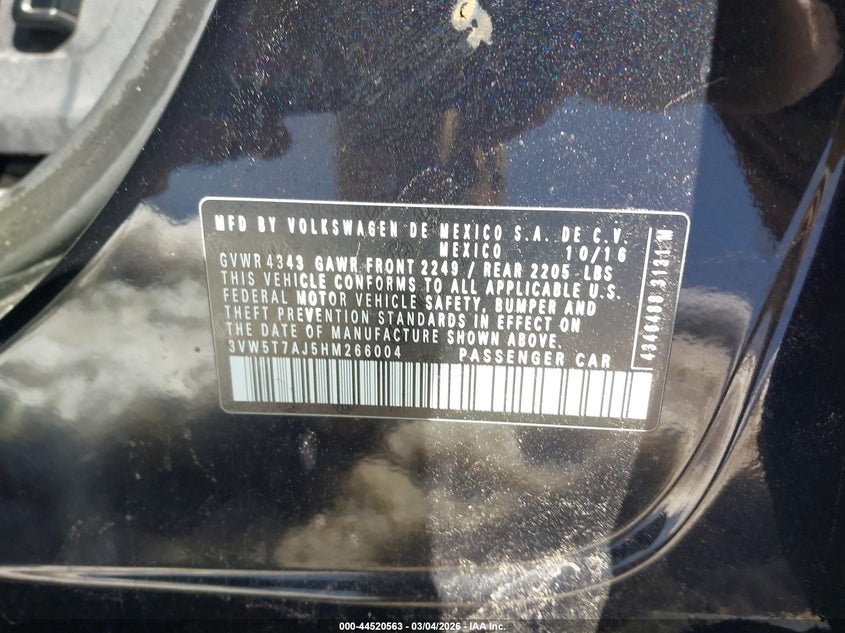 MFD BY VOLKSWAGEN DE MEXICO S.A. DE C.V.
MEXICO 10/16
GVWR 4343 GAWR FRONT 2249 / REAR 2205 LBS
THIS VEHICLE CONFORMS TO ALL APPLICABLE U.S.
FEDERAL MOTOR VEHICLE SAFETY, BUMPER AND
THEFT PREVENTION STANDARDS IN EFFECT ON
THE DATE OF MANUFACTURE SHOWN ABOVE.
3VW5T7AJ5HM266004 PASSENGER CAR
000-44520563 - 03/04/2026 - IAA Inc.